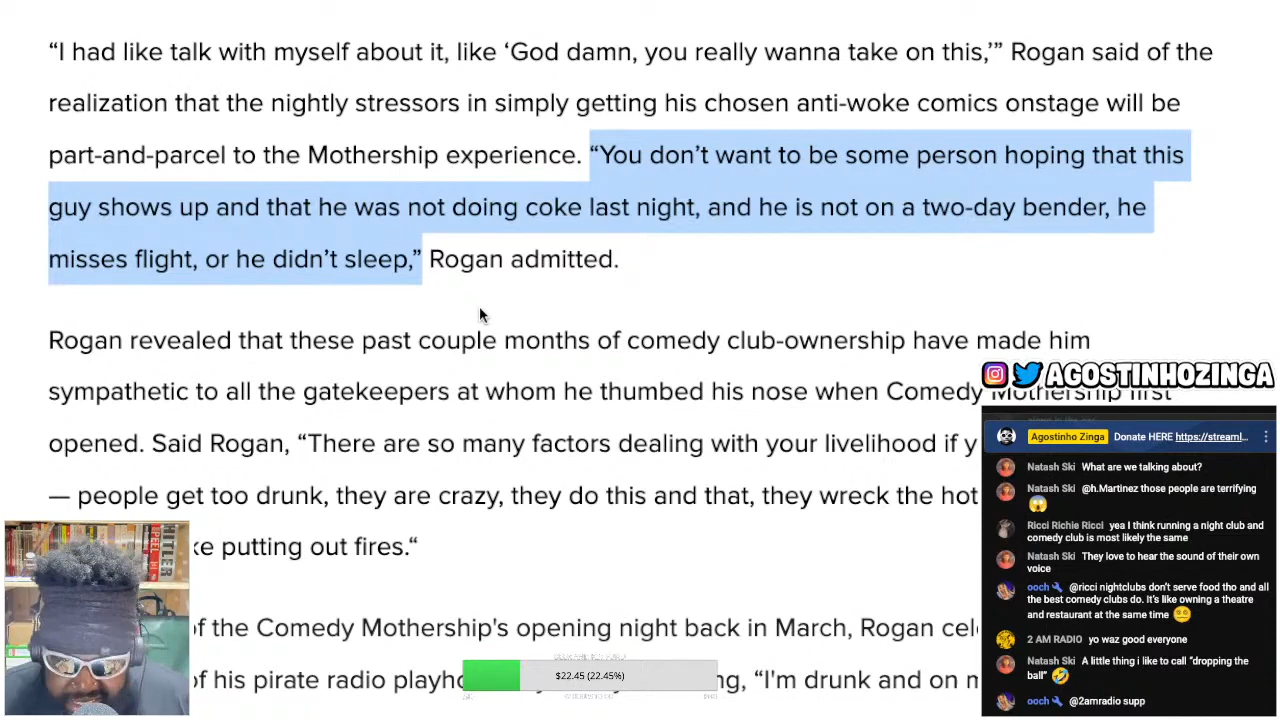 “I had like talk with myself about it, like ‘God damn, you really wanna take on this,’” Rogan said of the
realization that the nightly stressors in simply getting his chosen anti-woke comics onstage will be
part-and-parcel to the Mothership experience. “You don’t want to be some person hoping that this
guy shows up and that he was not doing coke last night, and he is not on a two-day bender, he
misses flight, or he didn’t sleep,” Rogan admitted.
Rogan revealed that these past couple months of comedy club-ownership have made him
sympathetic to all the gatekeepers at whom he thumbed his nose when Comedy Mothership first
opened. Said Rogan, “There are so many factors dealing with your livelihood if y
— people get too drunk, they are crazy, they do this and that, they wreck the hot
ke putting out fires.“
of the Comedy Mothership's opening night back in March, Rogan cel
of his pirate radio playho
ng, “I'm drunk and on m
$22.45 (22.45%)
AGOSTINHOZINGA
Agostinho Zinga Donate HERE https://streaml...
Natash Ski What are we talking about?
Natash Ski @h.Martinez those people are terrifying
😱
Ricci Richie Ricci yea I think running a night club and
comedy club is most likely the same
Natash Ski They love to hear the sound of their own
voice
ooch @ricci nightclubs don’t serve food tho and all
the best comedy clubs do. It’s like owning a theatre
and restaurant at the same time
2 AM RADIO yo waz good everyone
Natash Ski A little thing i like to call “dropping the
ball” 🤣
ooch @2amradio supp
PEEL
HITLER